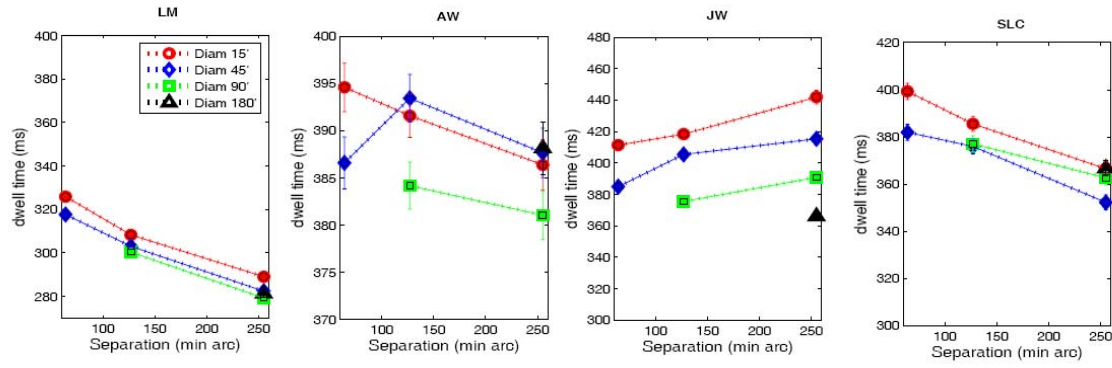 LM
400
380
360
340
320
300
280
dwell time (ms)
100 150 200 250
Separation (min arc)
Diam 15'
Diam 45'
Diam 90'
Diam 180'
AW
400
395
390
385
380
375
370
dwell time (ms)
100 150 200 250
Separation (min arc)
JW
480
460
440
420
400
380
360
340
320
300
dwell time (ms)
100 150 200 250
Separation (min arc)
SLC
420
400
380
360
340
320
300
dwell time (ms)
100 150 200 250
Separation (min arc)